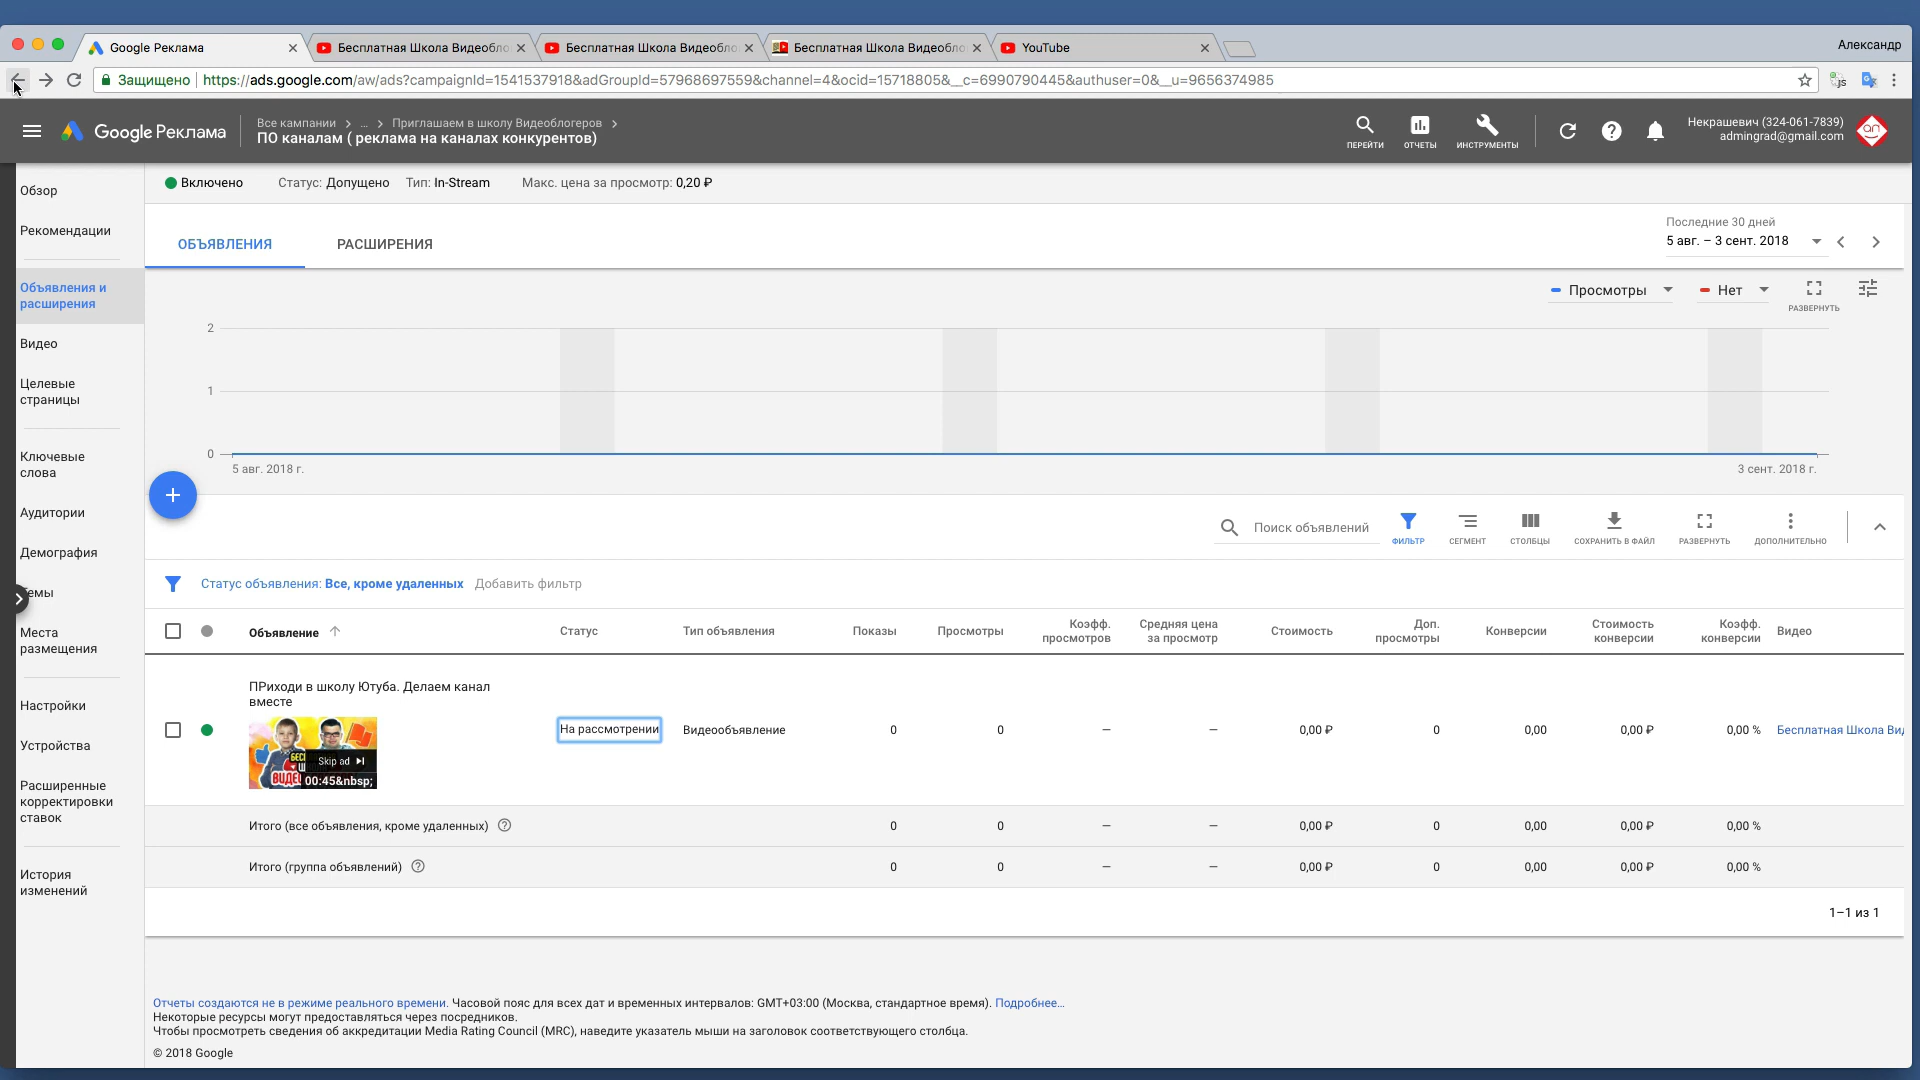 Google Реклама
Бесплатная Школа Видеобло
Бесплатная Школа Видеобло
Бесплатная Школа Видеобло
YouTube
Александр
Защищено
https://ads.google.com/aw/ads?campaignId=1541537918&adGroupId=57968697559&channel=4&ocid=15718805&__c=6990790445&authuser=0&__u=9656374985
Google Реклама
Все кампании > ... > Приглашаем в школу Видеоблогеров >
ПО каналам ( реклама на каналах конкурентов)
ПЕРЕЙТИ
ОТЧЕТЫ
ИНСТРУМЕНТЫ
Некрашевич (324-061-7839)
admingrad@gmail.com
Обзор
Рекомендации
Объявления и
расширения
Видео
Целевые
страницы
Ключевые
слова
Аудитории
Демография
емы
Места
размещения
Настройки
Устройства
Расширенные
корректировки
ставок
История
изменений
Включено
Статус: Допущено
Тип: In-Stream
Макс. цена за просмотр: 0,20 ₽
ОБЪЯВЛЕНИЯ
РАСШИРЕНИЯ
Последние 30 дней
5 авг. – 3 сент. 2018
Просмотры
Нет
РАЗВЕРНУТЬ
2
1
0
5 авг. 2018 г.
3 сент. 2018 г.
Поиск объявлений
ФИЛЬТР
СЕГМЕНТ
СТОЛБЦЫ
СОХРАНИТЬ В ФАЙЛ
РАЗВЕРНУТЬ
ДОПОЛНИТЕЛЬНО
Статус объявления: Все, кроме удаленных
Добавить фильтр
Объявление
Статус
Тип объявления
Показы
Просмотры
Коэфф.
просмотров
Средняя цена
за просмотр
Стоимость
Доп.
просмотры
Конверсии
Стоимость
конверсии
Коэфф.
конверсии
Видео
ПРиходи в школу Ютуба. Делаем канал
вместе
Skip ad
00:45&nbsp;
На рассмотрении
Видеообъявление
0
0
—
—
0,00 ₽
0
0,00
0,00 ₽
0,00 %
Бесплатная Школа Ви
Итого (все объявления, кроме удаленных)
0
0
—
—
0,00 ₽
0
0,00
0,00 ₽
0,00 %
Итого (группа объявлений)
0
0
—
—
0,00 ₽
0
0,00
0,00 ₽
0,00 %
1–1 из 1
Отчеты создаются не в режиме реального времени. Часовой пояс для всех дат и временных интервалов: GMT+03:00 (Москва, стандартное время). Подробнее...
Некоторые ресурсы могут предоставляться через посредников.
Чтобы просмотреть сведения об аккредитации Media Rating Council (MRC), наведите указатель мыши на заголовок соответствующего столбца.
© 2018 Google